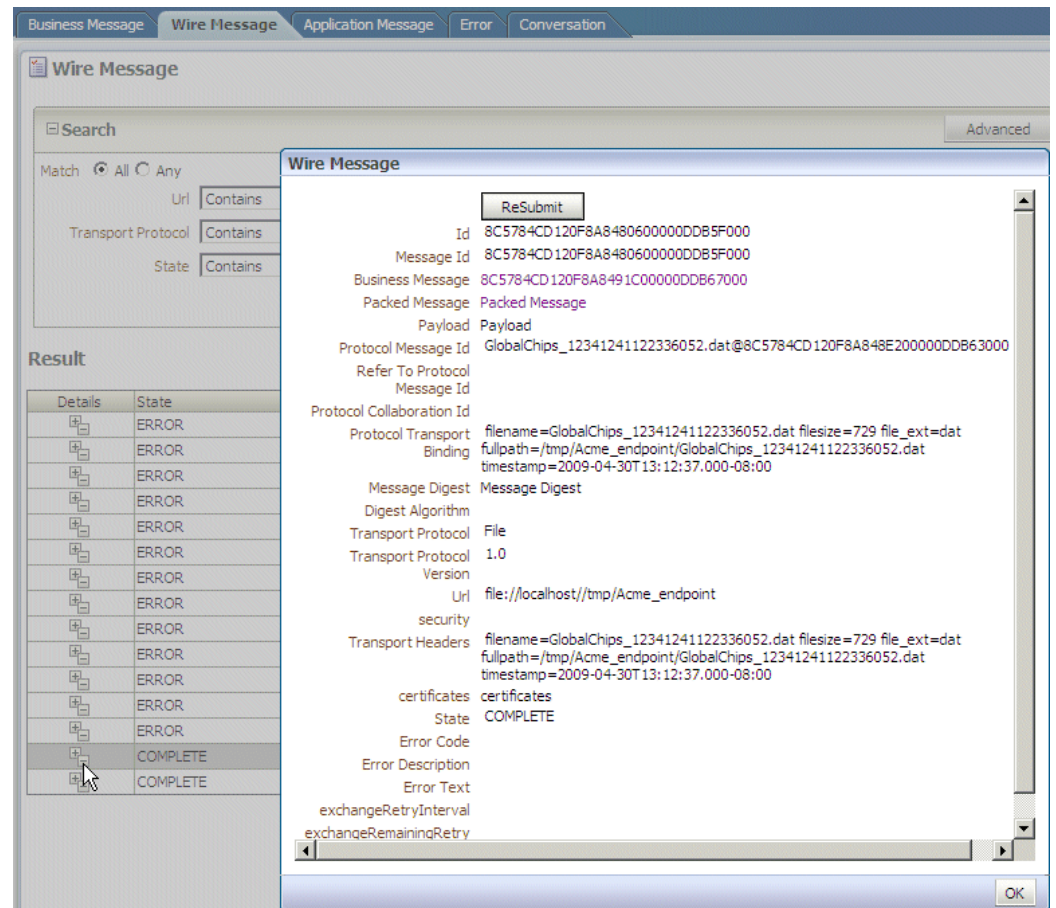 Business Message Wire Message Application Message Error Conversation
Wire Message
Search
Advanced
Match All Any
Url Contains
Transport Protocol Contains
State Contains
Result
Details State
ERROR
ERROR
ERROR
ERROR
ERROR
ERROR
ERROR
ERROR
ERROR
ERROR
ERROR
ERROR
ERROR
COMPLETE
COMPLETE
Wire Message
ReSubmit
Id 8C5784CD120F8A8480600000DDB5F000
Message Id 8C5784CD120F8A8480600000DDB5F000
Business Message 8C5784CD120F8A8491C00000DDB67000
Packed Message Packed Message
Payload Payload
Protocol Message Id GlobalChips_12341241122336052.dat@8C5784CD120F8A848E200000DDB63000
Refer To Protocol
Message Id
Protocol Collaboration Id
Protocol Transport filename=GlobalChips_12341241122336052.dat filesize=729 file_ext=dat
Binding fullpath=/tmp/Acme_endpoint/GlobalChips_12341241122336052.dat
timestamp=2009-04-30T13:12:37.000-08:00
Message Digest Message Digest
Digest Algorithm
Transport Protocol File
Transport Protocol 1.0
Version
Url file://localhost//tmp/Acme_endpoint
security
Transport Headers filename=GlobalChips_12341241122336052.dat filesize=729 file_ext=dat
fullpath=/tmp/Acme_endpoint/GlobalChips_12341241122336052.dat
timestamp=2009-04-30T13:12:37.000-08:00
certificates certificates
State COMPLETE
Error Code
Error Description
Error Text
exchangeRetryInterval
exchangeRemainingRetry
OK